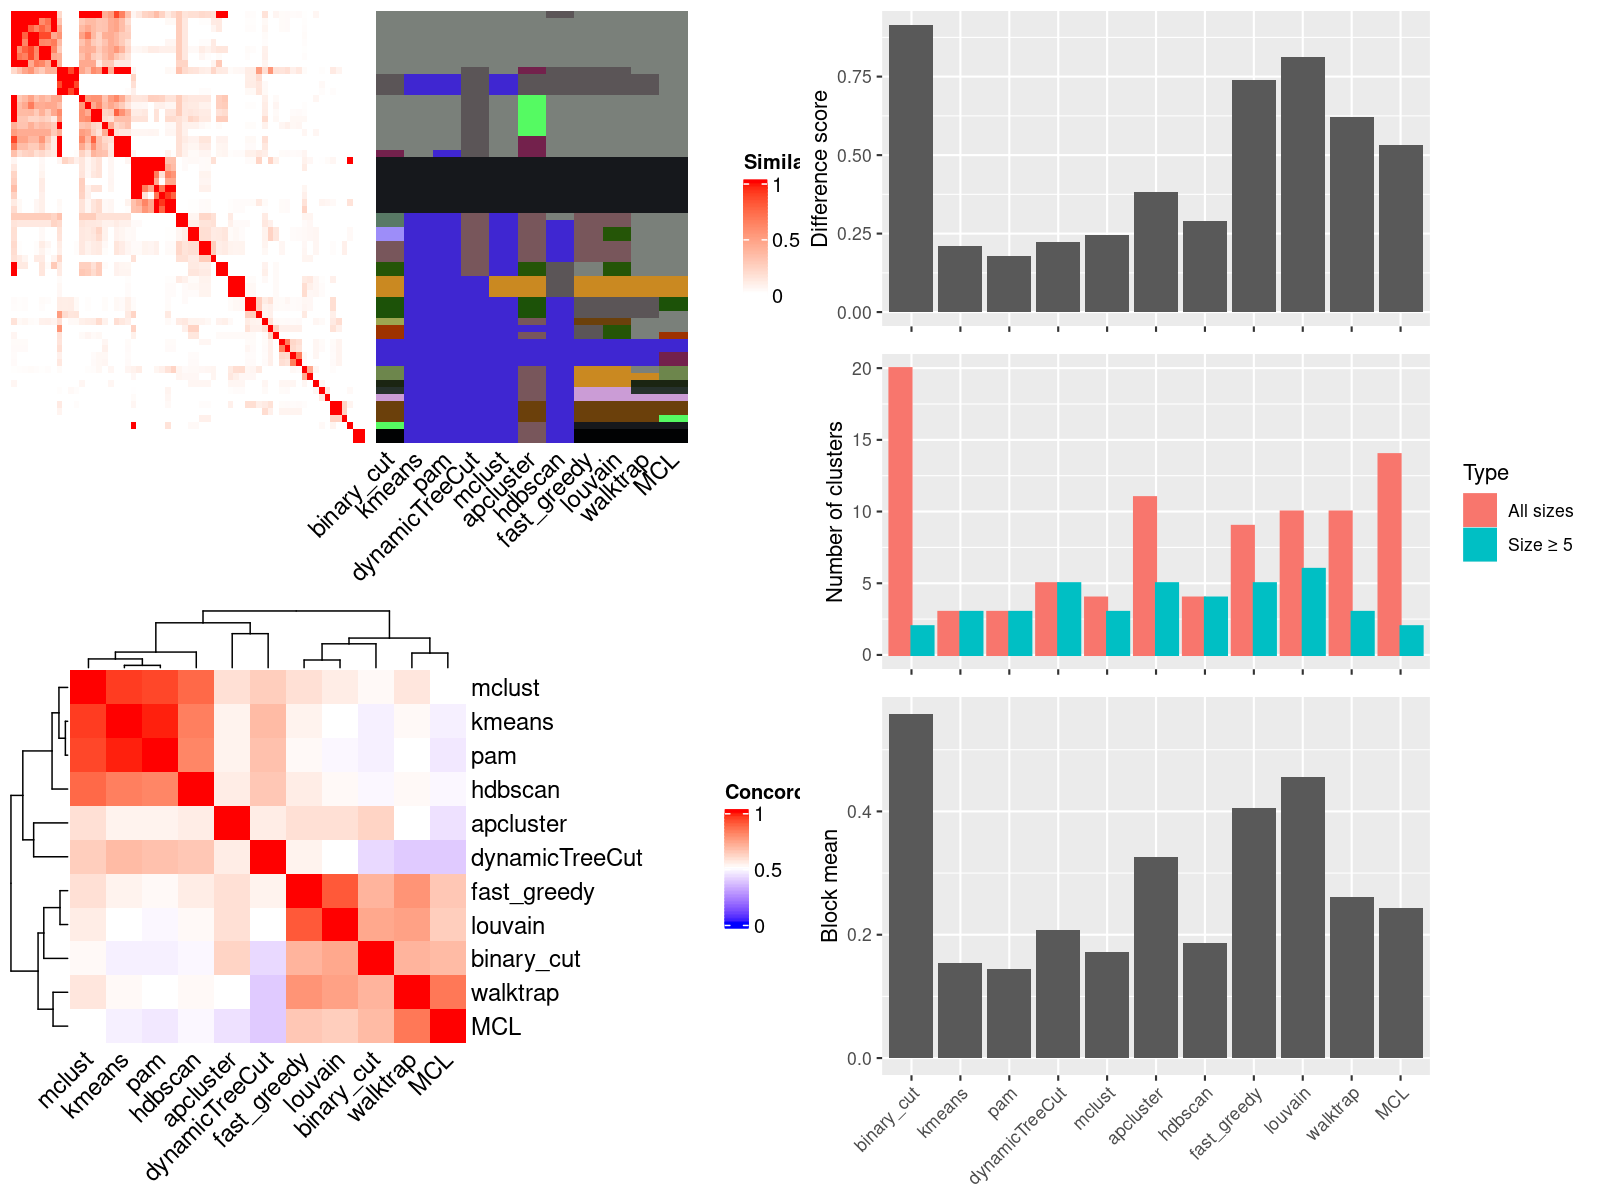 Simila
1
0.5
0
binary_cut
kmeans
pam
dynamicTreeCut
mclust
apcluster
hdbscan
fast_greedy
louvain
walktrap
MCL
mclust
kmeans
pam
hdbscan
apcluster
dynamicTreeCut
fast_greedy
louvain
binary_cut
walktrap
MCL
mclust
kmeans
pam
hdbscan
apcluster
dynamicTreeCut
fast_greedy
louvain
binary_cut
walktrap
MCL
Concord
1
0.5
0
Difference score
0.75
0.50
0.25
0.00
Number of clusters
20
15
10
5
0
Type
All sizes
Size ≥ 5
Block mean
0.4
0.2
0.0
binary_cut
kmeans
pam
dynamicTreeCut
mclust
apcluster
hdbscan
fast_greedy
louvain
walktrap
MCL